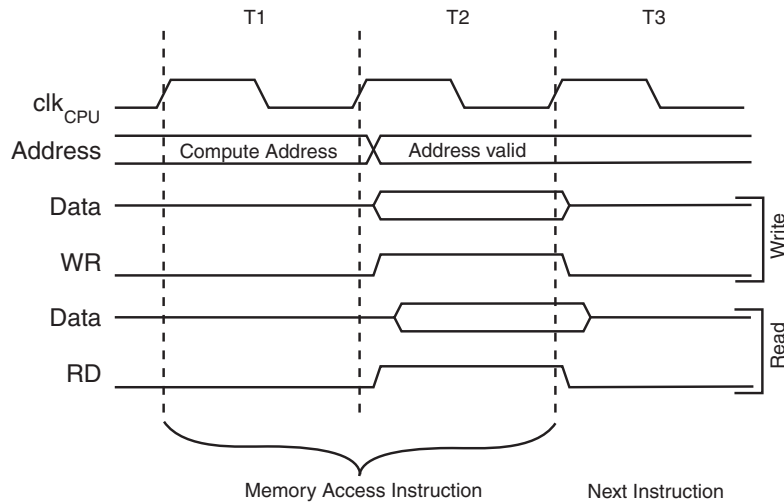 T1 T2 T3
clkCPU
Address Compute Address Address valid
Data
WR
Write
Data
RD
Read
Memory Access Instruction Next Instruction